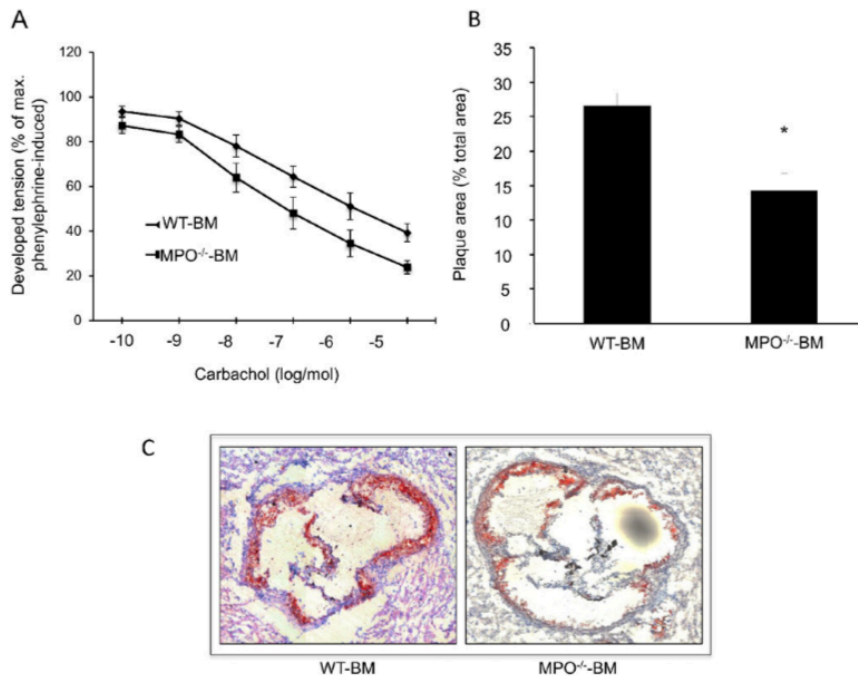 A
Developed tension (% of max.
phenylephrine-induced)
120
100
80
60
40
20
0
WT-BM
MPO-/--BM
-10 -9 -8 -7 -6 -5
Carbachol (log/mol)
B
Plaque area (% total area)
35
30
25
20
15
10
5
0
*
WT-BM MPO-/--BM
C
WT-BM MPO-/--BM